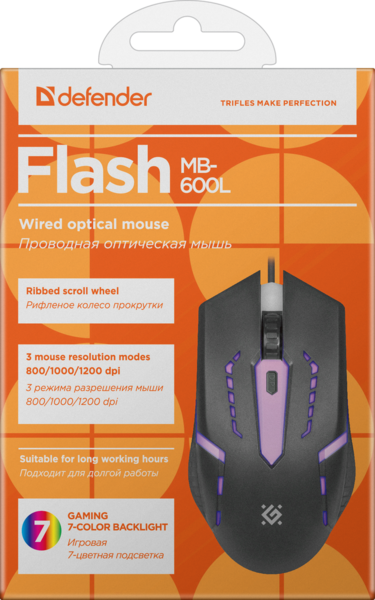 defender
TRIFLES MAKE PERFECTION
Flash MB-
600L
Wired optical mouse
Проводная оптическая мышь
Ribbed scroll wheel
Рифленое колесо прокрутки
3 mouse resolution modes
800/1000/1200 dpi
3 режима разрешения мыши
800/1000/1200 dpi
Suitable for long working hours
Подходит для долгой работы
7
GAMING
7-COLOR BACKLIGHT
Игровая
7-цветная подсветка